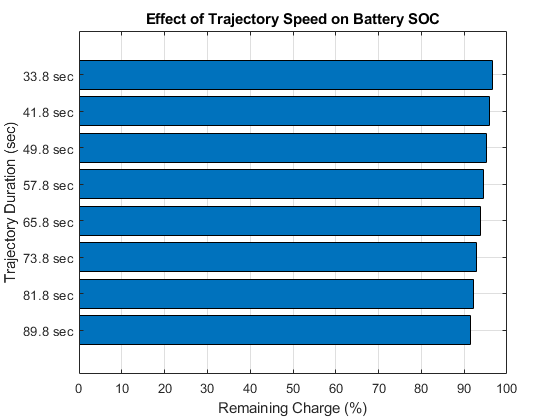 Effect of Trajectory Speed on Battery SOC
Trajectory Duration (sec)
33.8 sec
41.8 sec
49.8 sec
57.8 sec
65.8 sec
73.8 sec
81.8 sec
89.8 sec
0 10 20 30 40 50 60 70 80 90 100
Remaining Charge (%)